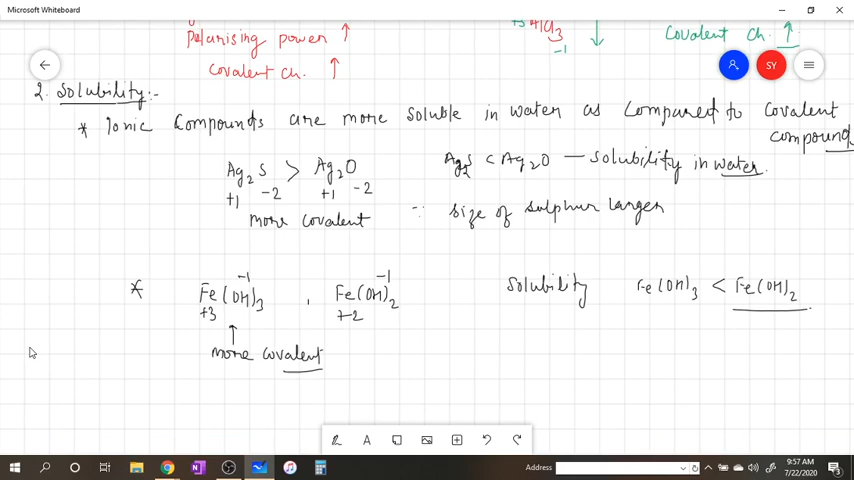 Microsoft Whiteboard
polarising power ↑
covalent ch. ↑
+3 AlCl3
-1
↓
covalent ch. ↑
SY
2. Solubility:-
* Ionic compounds are more soluble in water as compared to covalent
compound
Ag2S > Ag2O
+1 -2 +1 -2
more covalent
Ag2S < Ag2O — solubility in water.
∵ size of sulphur larger
* Fe(OH)3 , Fe(OH)2
-1 -1
+3 +2
↑
more covalent
Solubility Fe(OH)3 < Fe(OH)2
A
Address
9:57 AM
7/22/2020
3